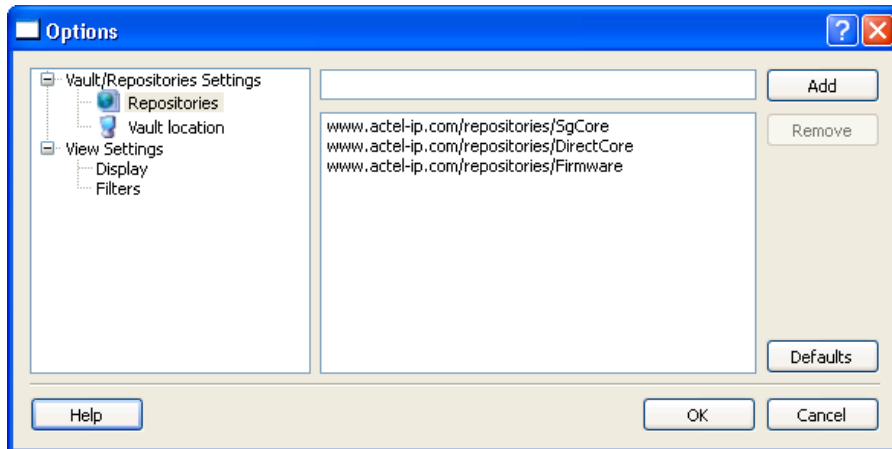 Options
Vault/Repositories Settings
Repositories
Vault location
View Settings
Display
Filters
Add
www.actel-ip.com/repositories/SgCore
www.actel-ip.com/repositories/DirectCore
www.actel-ip.com/repositories/Firmware
Remove
Defaults
Help
OK
Cancel